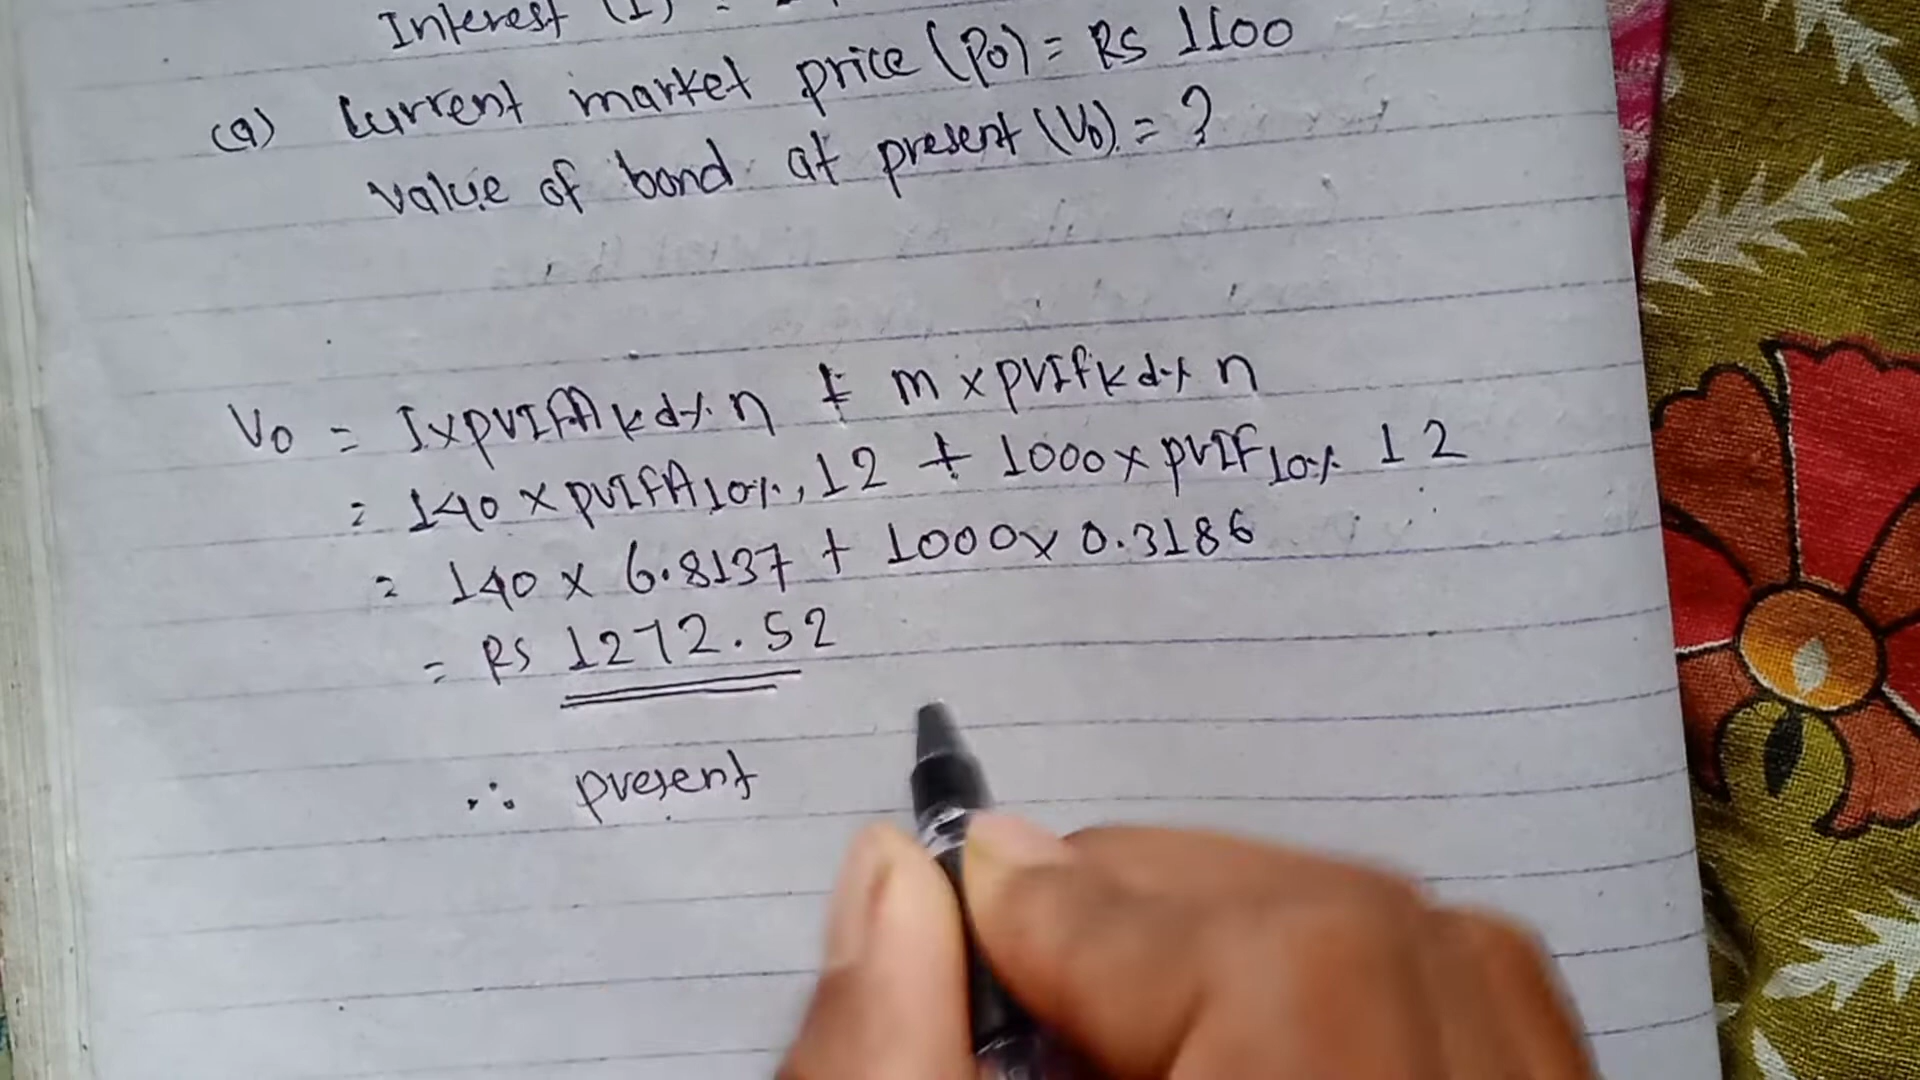 Interest (I) =
(a) Current market price (P0) = RS 1100
value of bond at present (V0) = ?
V0 = IxPVIFA kd% n + m x PVIF kd% n
= 140 x PVIFA 10%, 12 + 1000 x PVIF 10% 12
= 140 x 6.8137 + 1000 x 0.3186
= RS 1272.52
∴ present